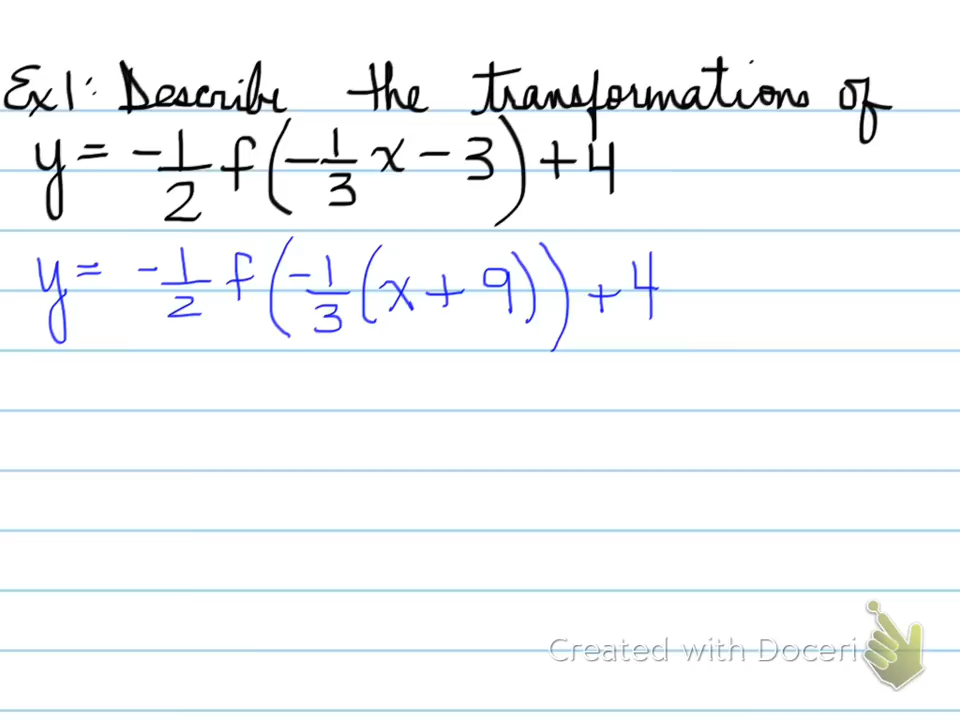 Ex1: Describe the transformations of
y = -1/2 f(-1/3 x - 3) + 4
y = -1/2 f(-1/3 (x + 9)) + 4
Created with Doceri